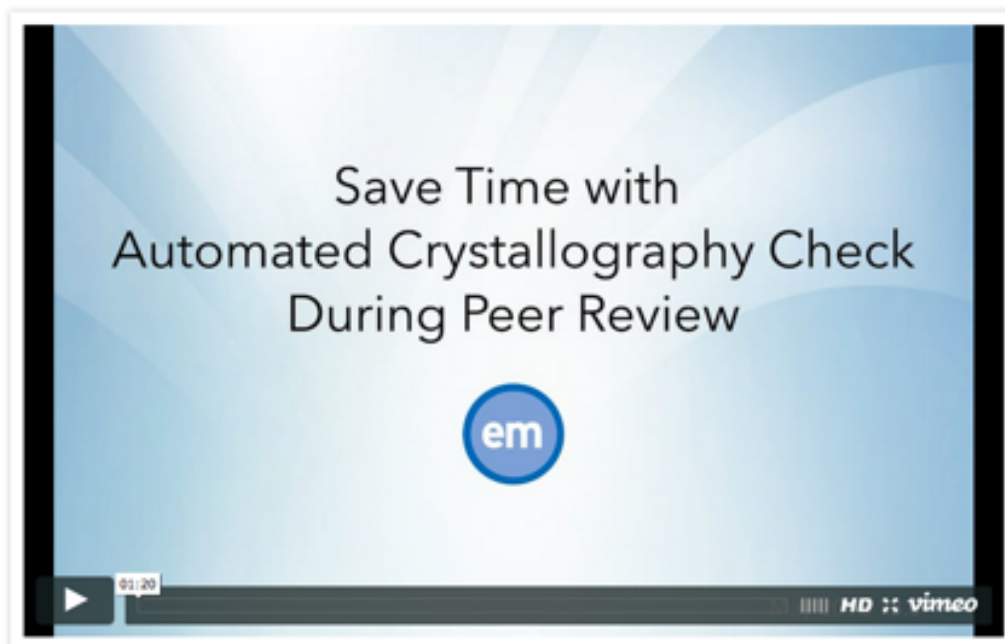 Save Time with
Automated Crystallography Check
During Peer Review
em
01:20
HD vimeo